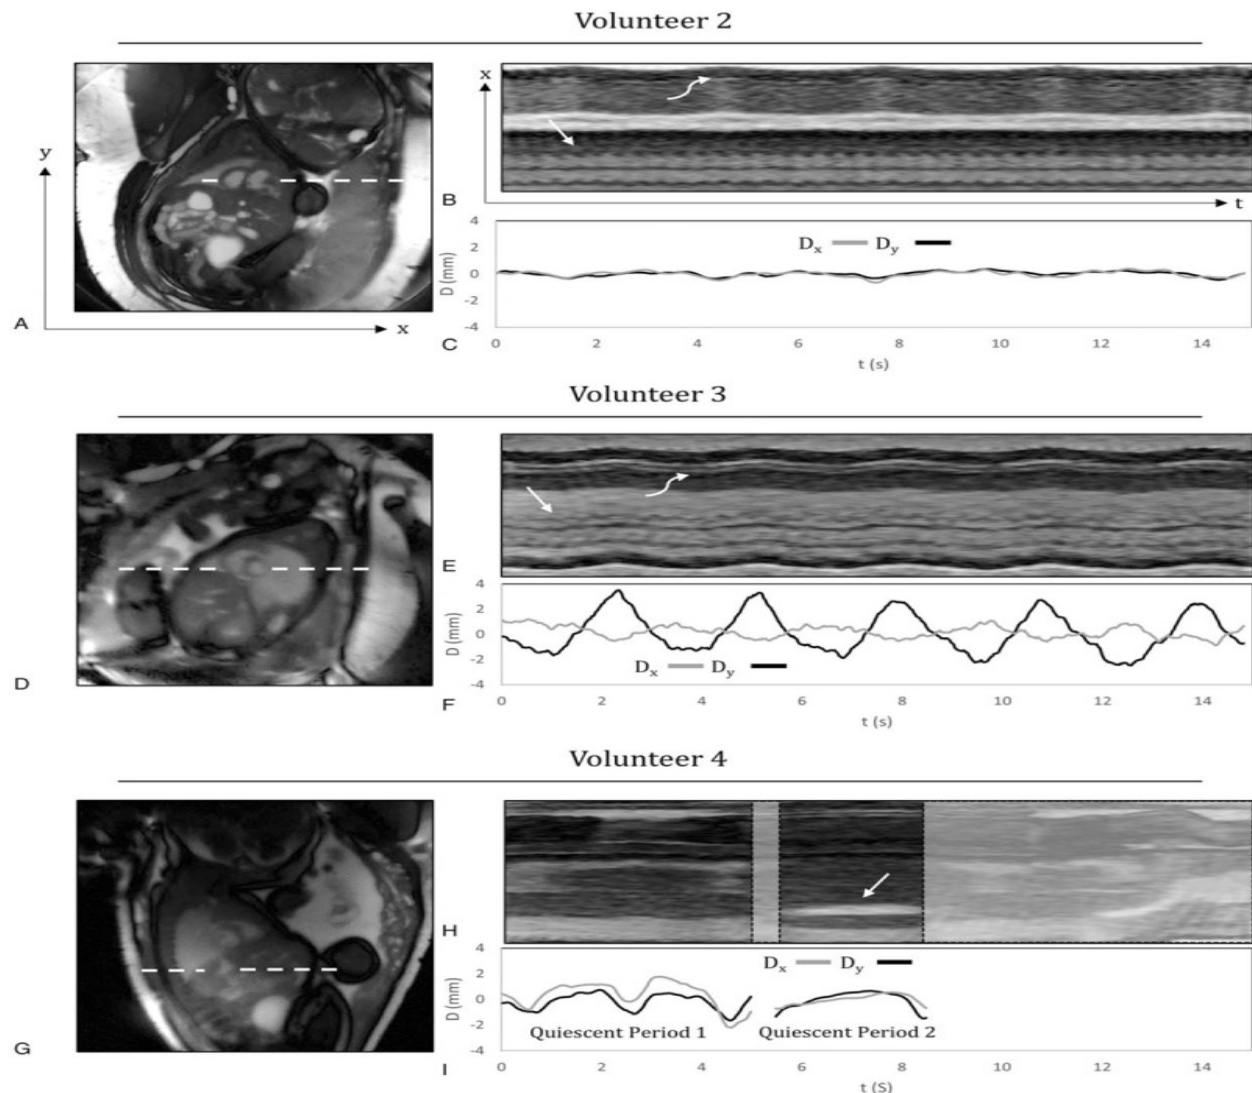 Volunteer 2
y
x
A
x
t
B
4
2
0
-2
-4
D (mm)
Dx Dy
C
0 2 4 6 8 10 12 14
t (s)
Volunteer 3
D
E
4
2
0
-2
-4
D (mm)
Dx Dy
F
0 2 4 6 8 10 12 14
t (s)
Volunteer 4
G
H
4
2
0
-2
-4
D (mm)
Dx Dy
Quiescent Period 1 Quiescent Period 2
I
0 2 4 6 8 10 12 14
t (S)